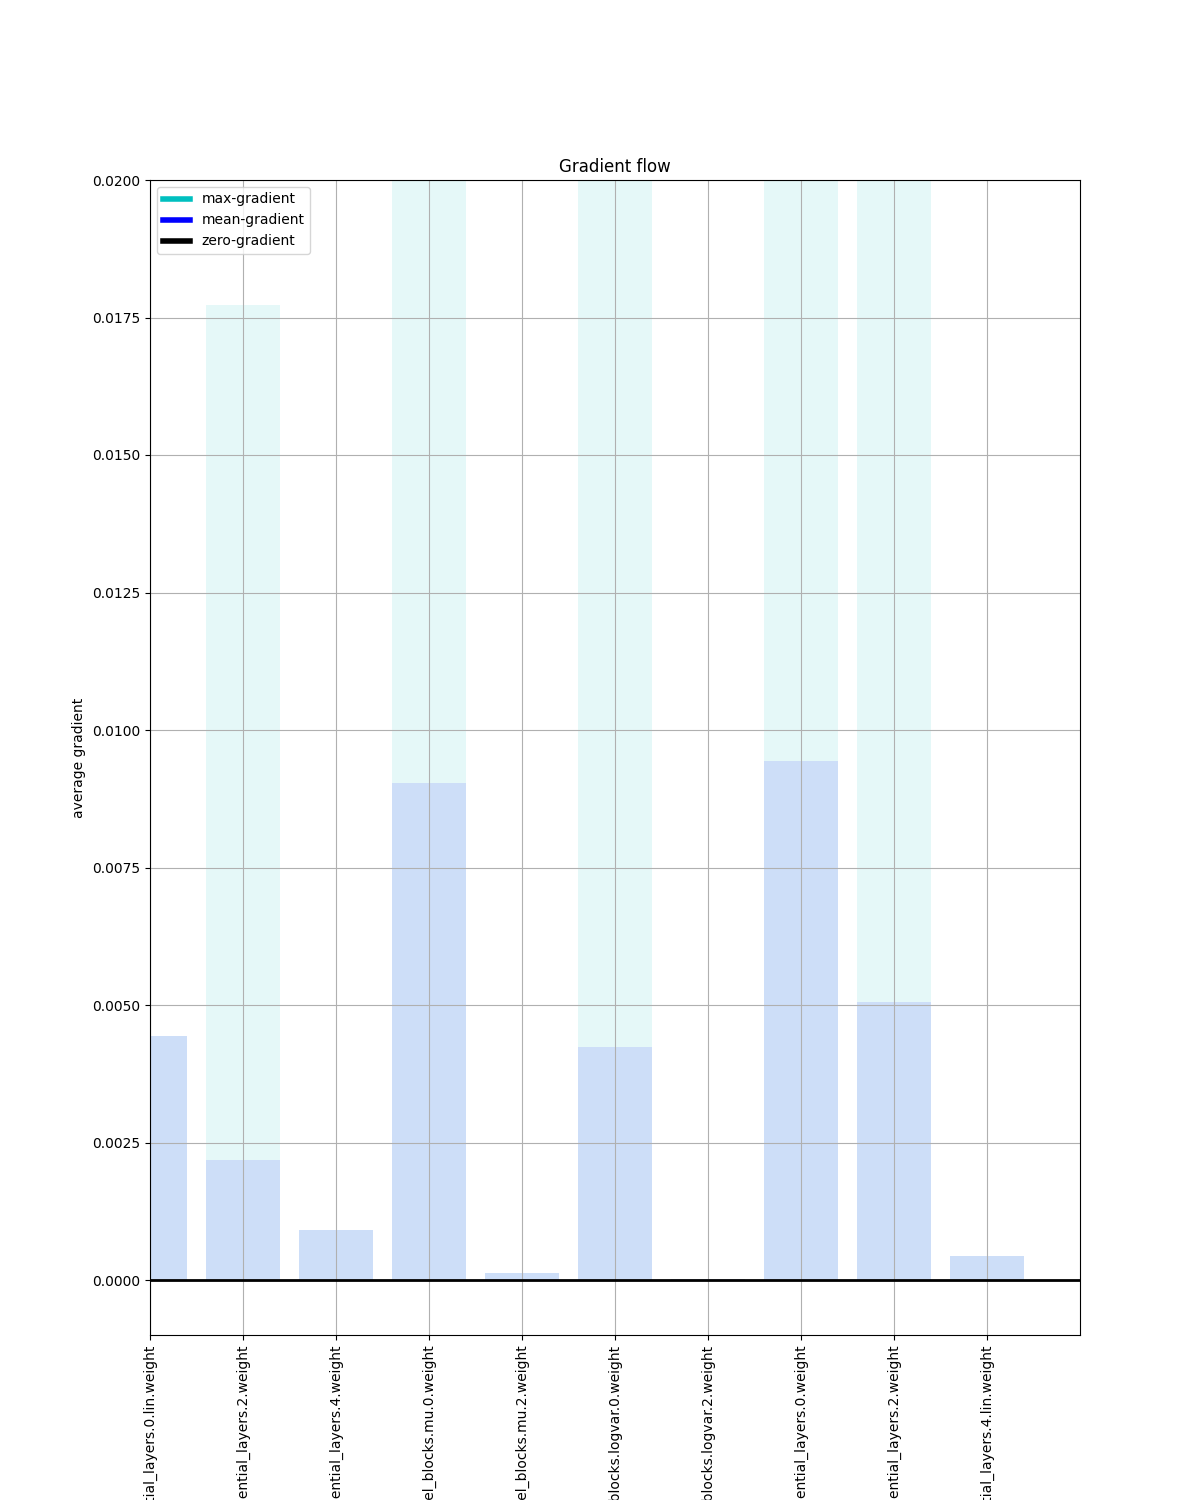 Gradient flow
max-gradient
mean-gradient
zero-gradient
0.0200
0.0175
0.0150
0.0125
0.0100
0.0075
0.0050
0.0025
0.0000
average gradient
tial_layers.0.lin.weight
ential_layers.2.weight
ential_layers.4.weight
el_blocks.mu.0.weight
el_blocks.mu.2.weight
blocks.logvar.0.weight
blocks.logvar.2.weight
ential_layers.0.weight
ential_layers.2.weight
tial_layers.4.lin.weight